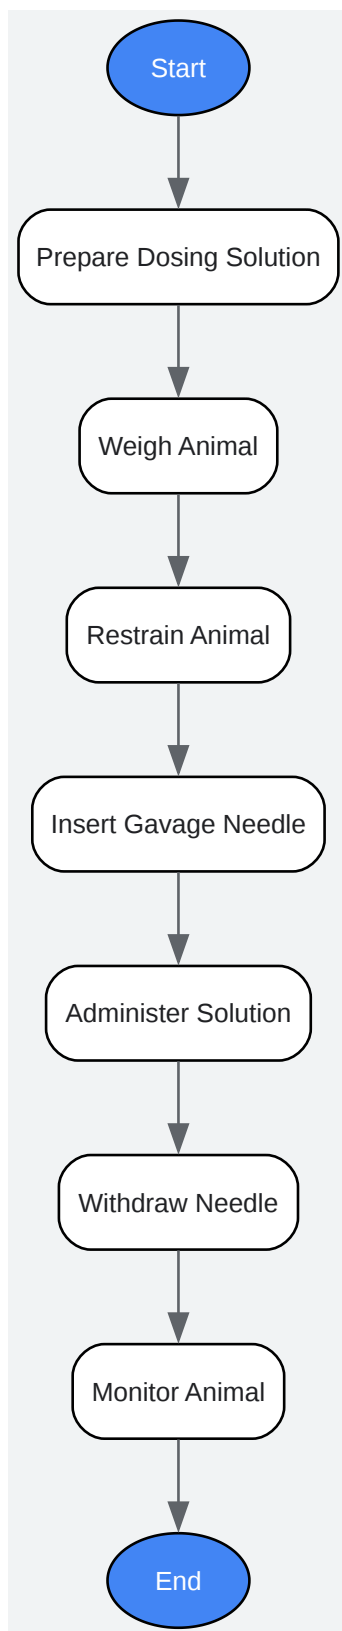 Start
Prepare Dosing Solution
Weigh Animal
Restrain Animal
Insert Gavage Needle
Administer Solution
Withdraw Needle
Monitor Animal
End